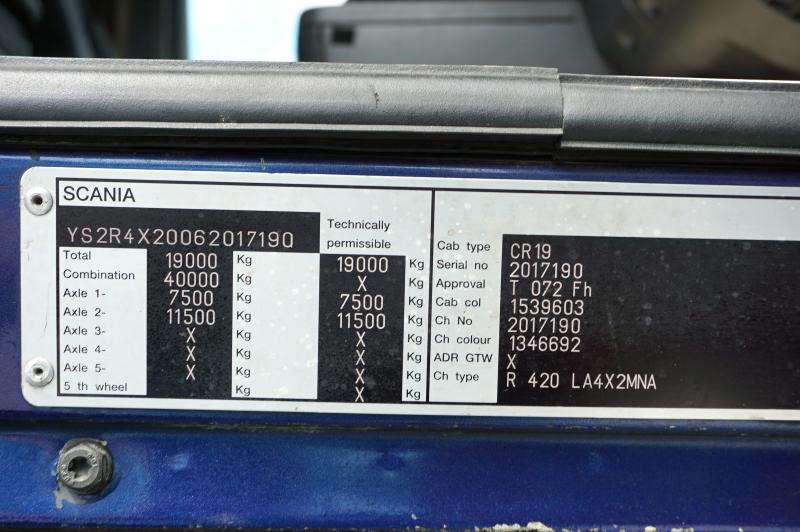 SCANIA
YS2R4X20062017190
Technically
permissible
Total 19000 Kg 19000 Kg
Combination 40000 Kg X Kg
Axle 1- 7500 Kg 7500 Kg
Axle 2- 11500 Kg 11500 Kg
Axle 3- X Kg X Kg
Axle 4- X Kg X Kg
Axle 5- X Kg X Kg
5 th wheel Kg X Kg
Cab type CR19
Serial no 2017190
Approval T 072 Fh
Cab col 1539603
Ch No 2017190
Ch colour 1346692
ADR GTW X
Ch type R 420 LA4X2MNA